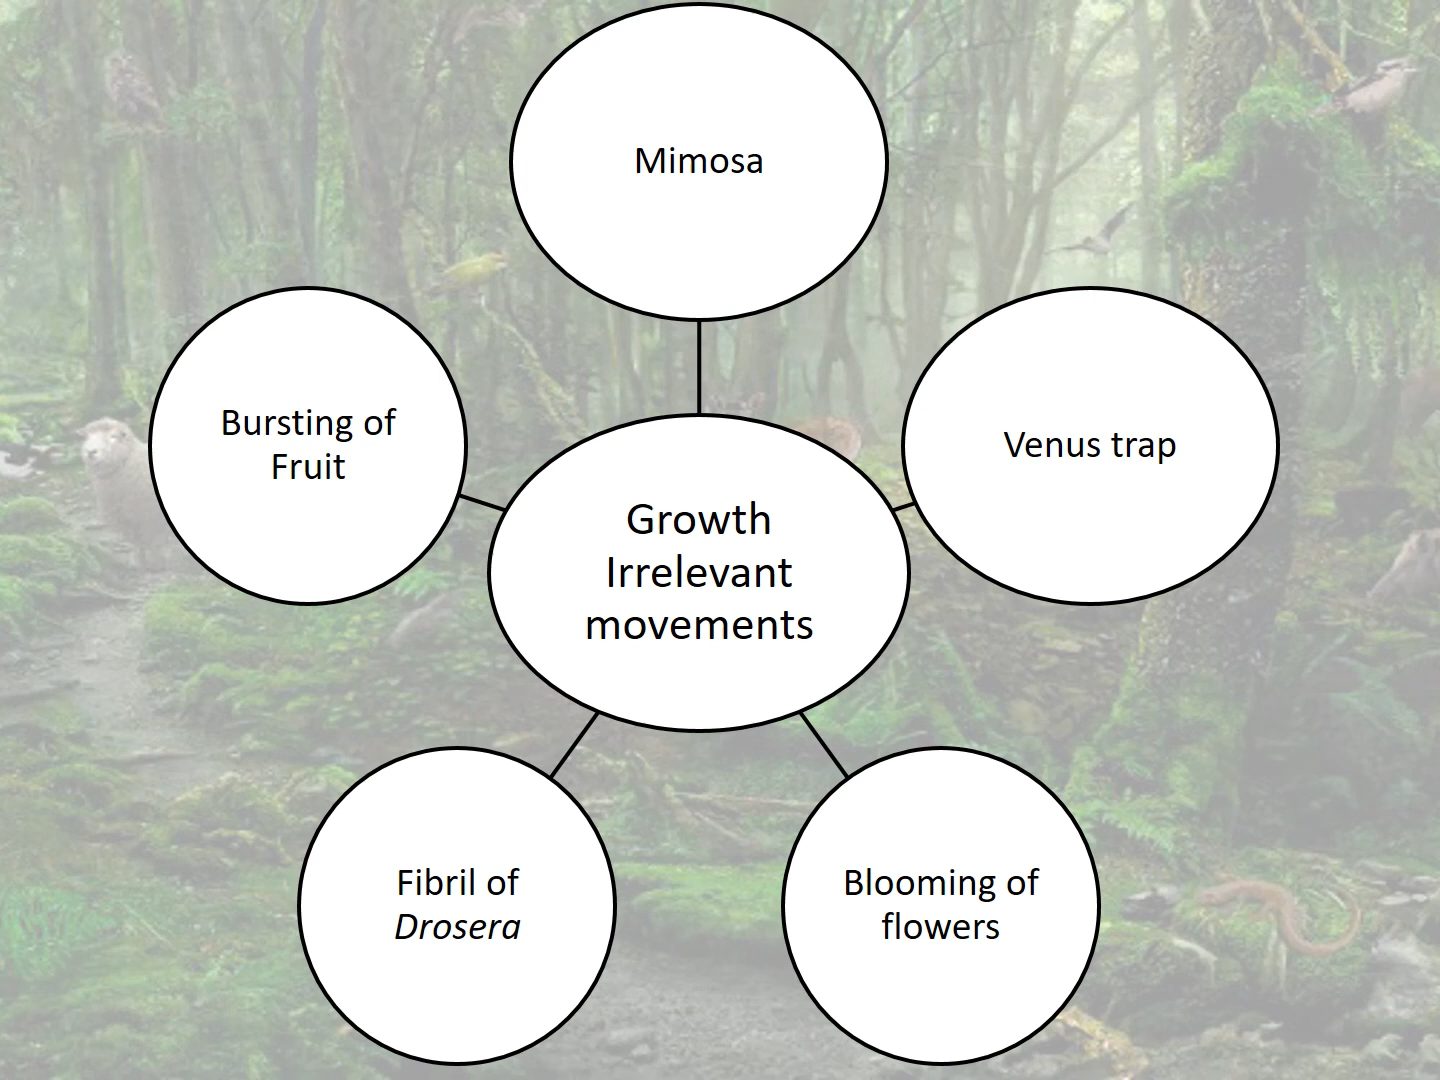 Mimosa
Bursting of
Fruit
Venus trap
Growth
Irrelevant
movements
Fibril of
Drosera
Blooming of
flowers